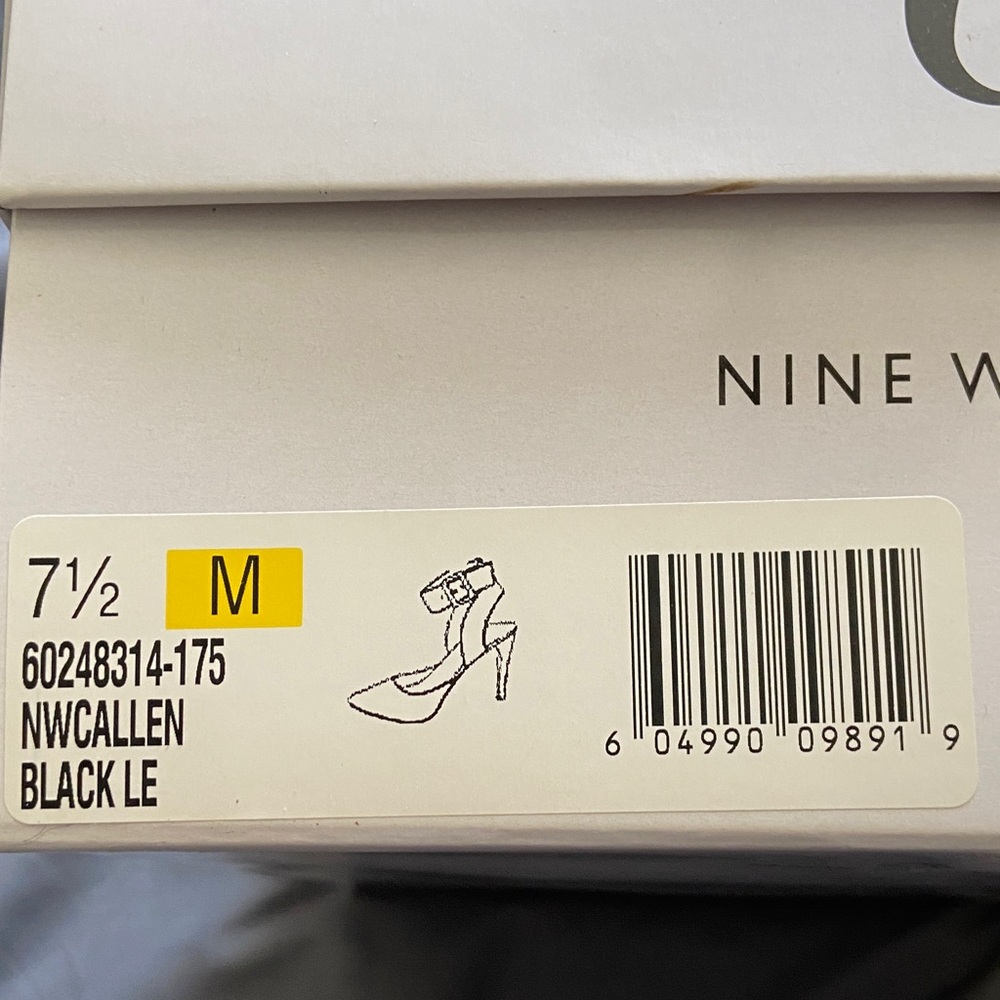 NINE W
7½ M
60248314-175
NWCALLEN
BLACK LE
6 04990 09891 9